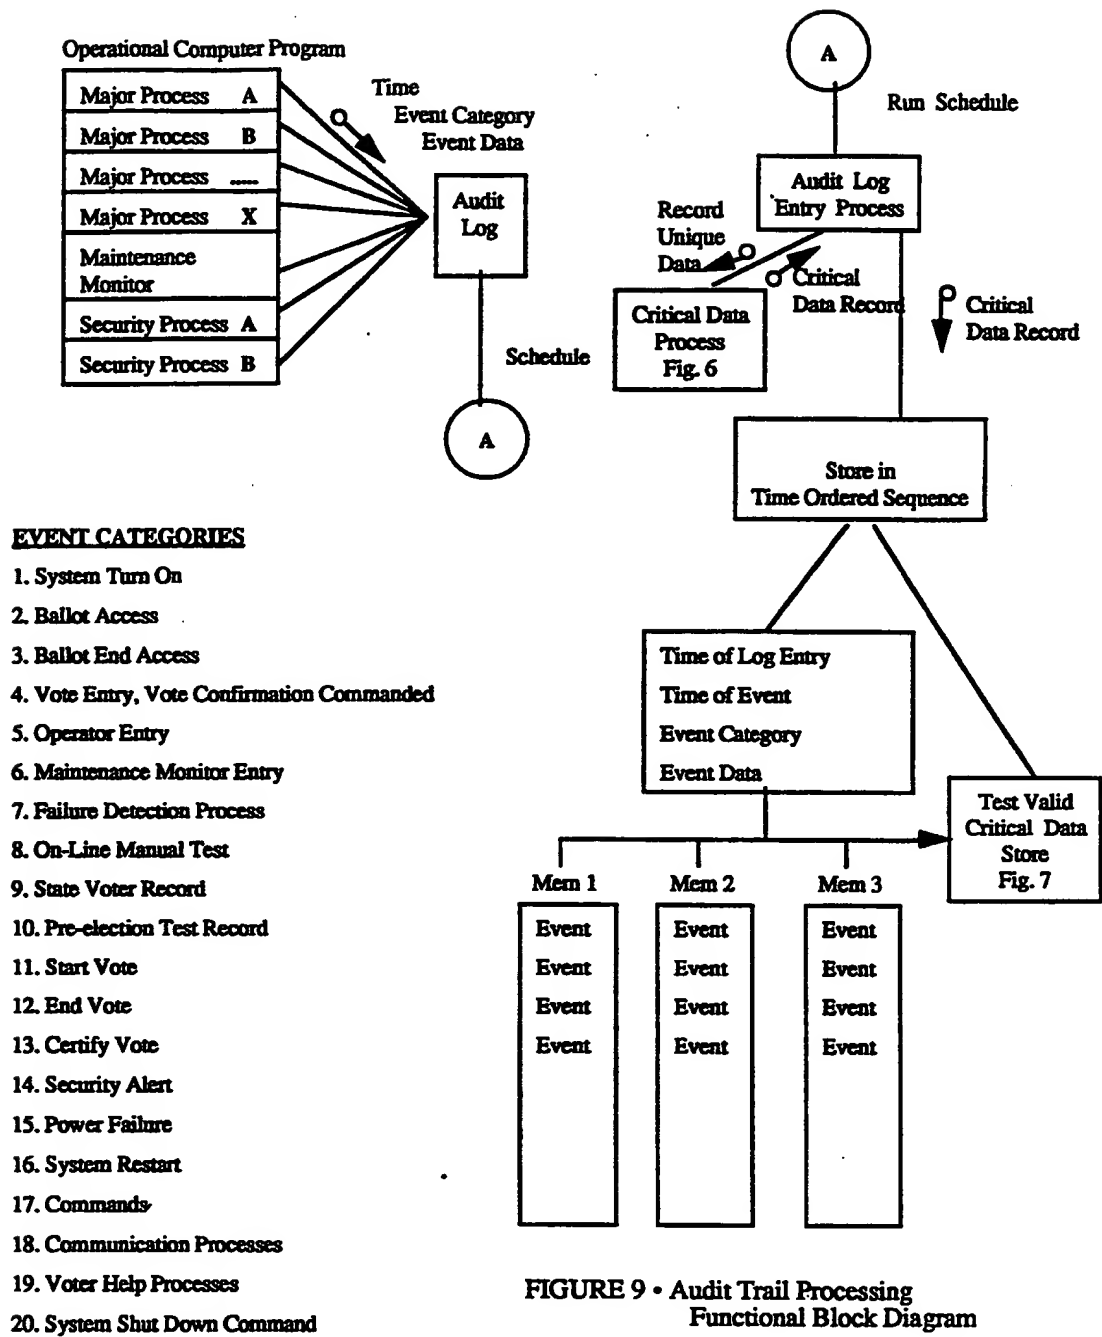 Operational Computer Program
Major Process A
Major Process B
Major Process .....
Major Process X
Maintenance
Monitor
Security Process A
Security Process B
Time
Event Category
Event Data
Audit
Log
Schedule
A
A
Run Schedule
Audit Log
Entry Process
Record
Unique
Data
Critical
Data Record
Critical Data
Process
Fig. 6
Critical
Data Record
Store in
Time Ordered Sequence
Time of Log Entry
Time of Event
Event Category
Event Data
Test Valid
Critical Data
Store
Fig. 7
Mem 1
Event
Event
Event
Event
Mem 2
Event
Event
Event
Event
Mem 3
Event
Event
Event
Event
EVENT CATEGORIES
1. System Turn On
2. Ballot Access
3. Ballot End Access
4. Vote Entry, Vote Confirmation Commanded
5. Operator Entry
6. Maintenance Monitor Entry
7. Failure Detection Process
8. On-Line Manual Test
9. State Voter Record
10. Pre-election Test Record
11. Start Vote
12. End Vote
13. Certify Vote
14. Security Alert
15. Power Failure
16. System Restart
17. Commands
18. Communication Processes
19. Voter Help Processes
20. System Shut Down Command
FIGURE 9 • Audit Trail Processing
Functional Block Diagram